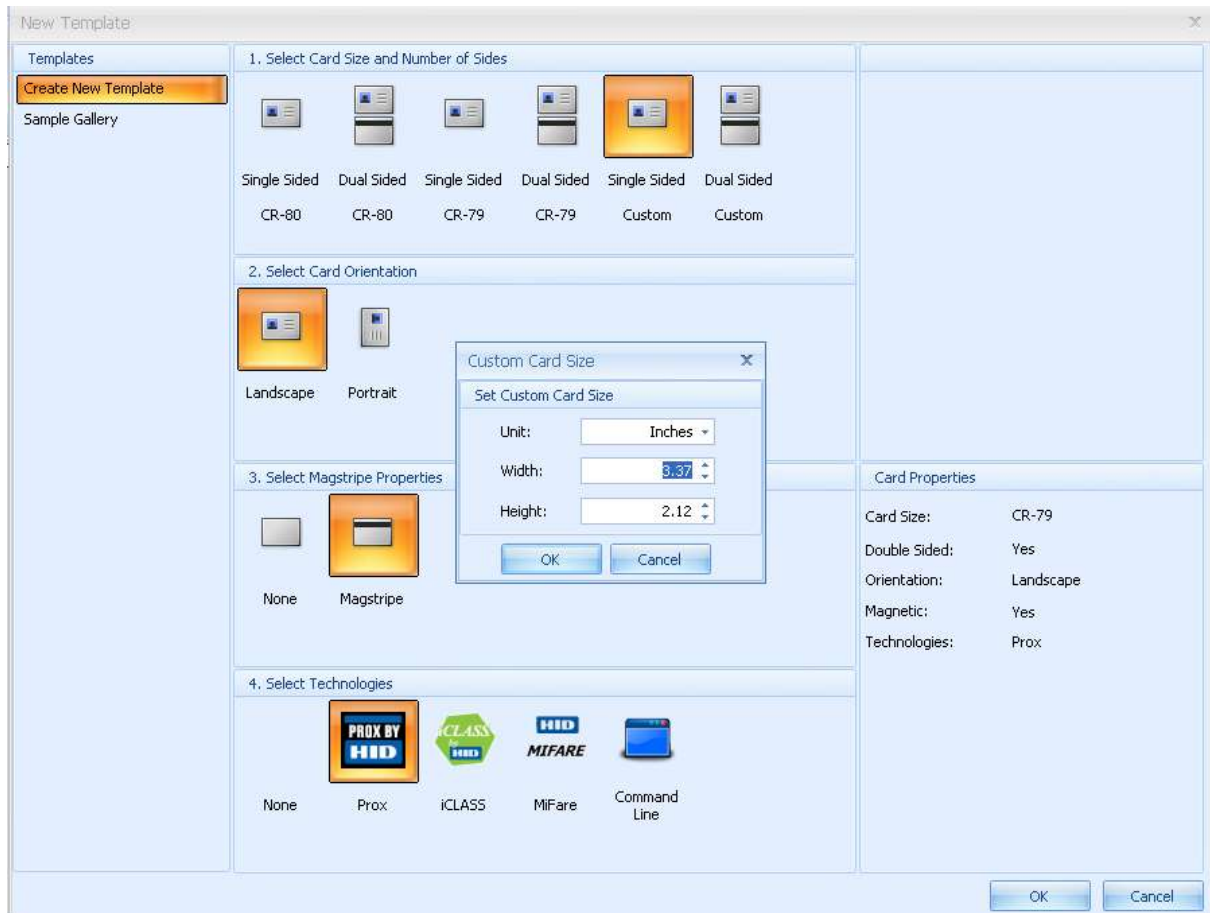 New Template
Templates
Create New Template
Sample Gallery
1. Select Card Size and Number of Sides
Single Sided Dual Sided Single Sided Dual Sided Single Sided Dual Sided
CR-80 CR-80 CR-79 CR-79 Custom Custom
2. Select Card Orientation
Landscape Portrait
Custom Card Size
Set Custom Card Size
Unit: Inches
Width: 3.37
Height: 2.12
OK Cancel
3. Select Magstripe Properties
None Magstripe
4. Select Technologies
PROX BY
HID
iCLASS
by
HID
HID
MIFARE
None Prox iCLASS MiFare Command
Line
Card Properties
Card Size: CR-79
Double Sided: Yes
Orientation: Landscape
Magnetic: Yes
Technologies: Prox
OK Cancel